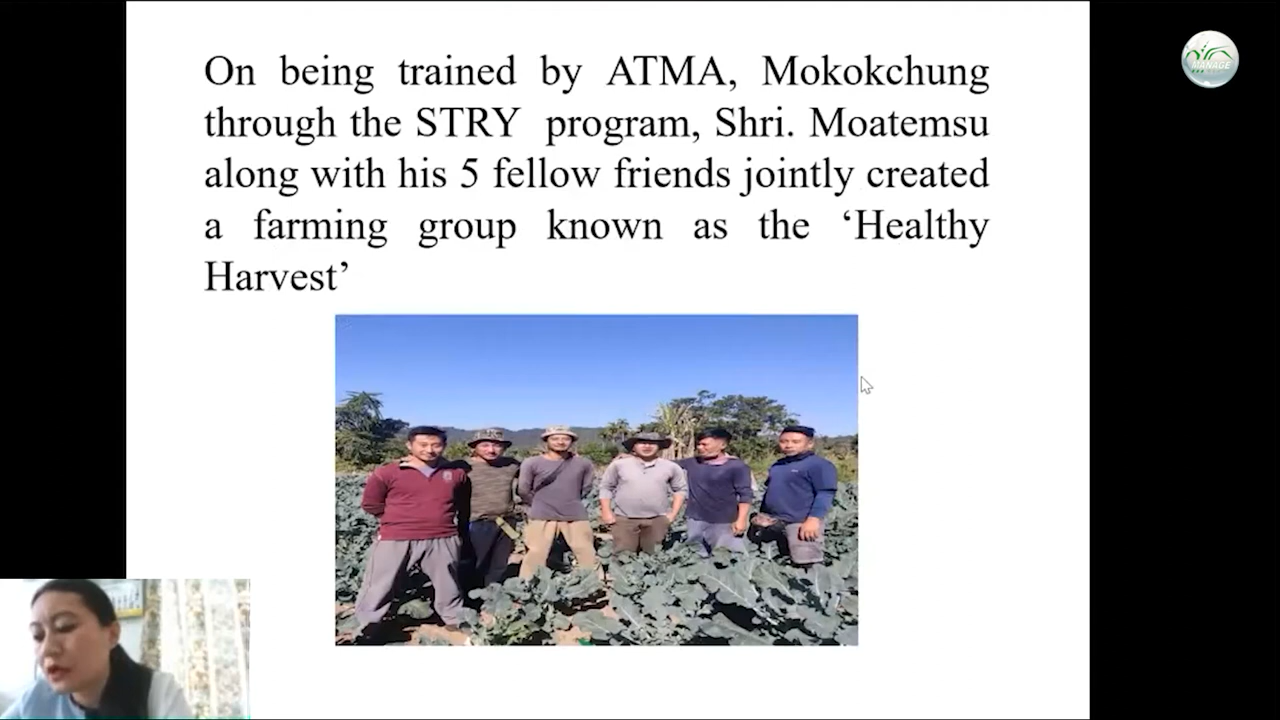 On being trained by ATMA, Mokokchung
through the STRY program, Shri. Moatemsu
along with his 5 fellow friends jointly created
a farming group known as the ‘Healthy
Harvest’
MANAGE